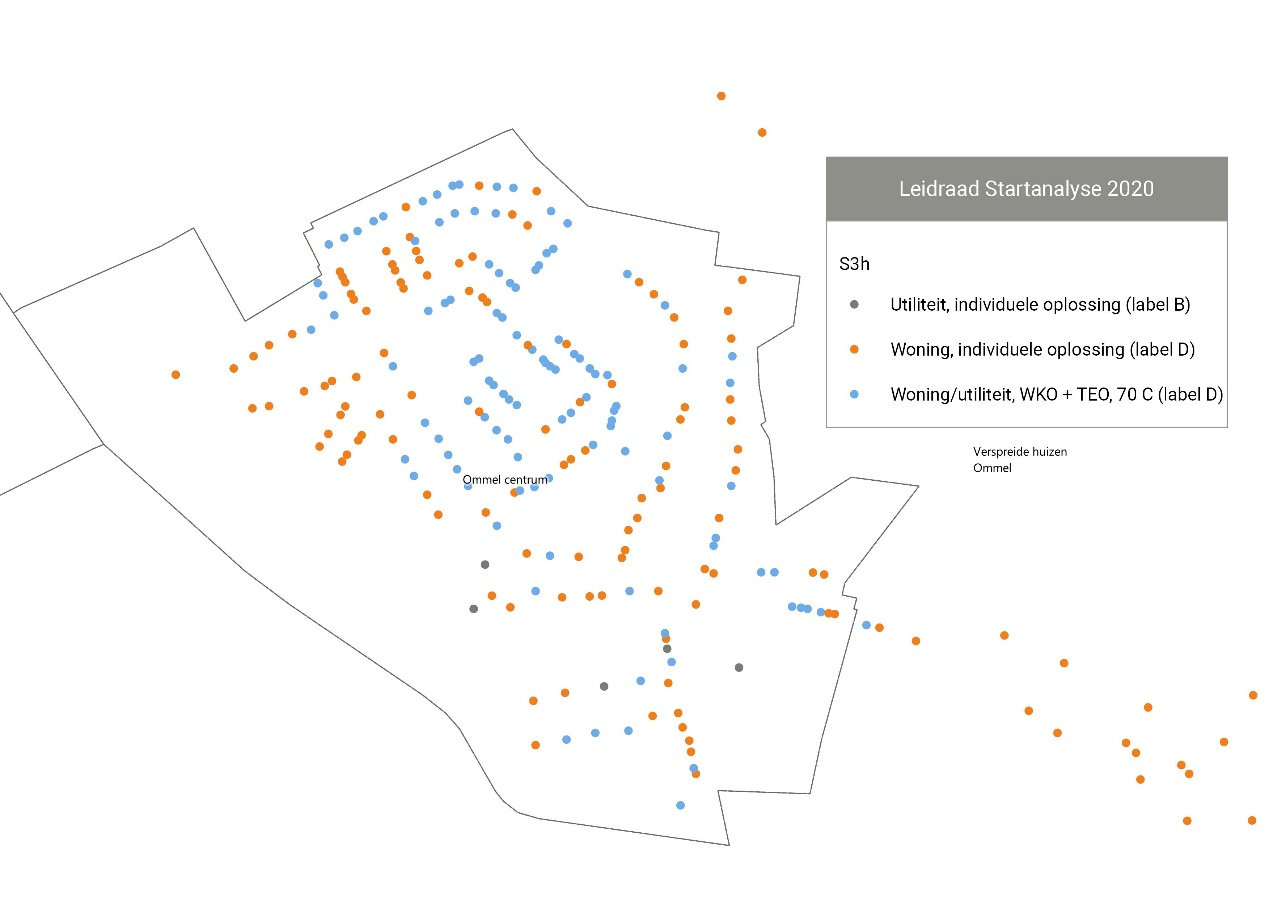 Leidraad Startanalyse 2020
S3h
Utiliteit, individuele oplossing (label B)
Woning, individuele oplossing (label D)
Woning/utiliteit, WKO + TEO, 70 C (label D)
Verspreide huizen
Ommel
Ommel centrum